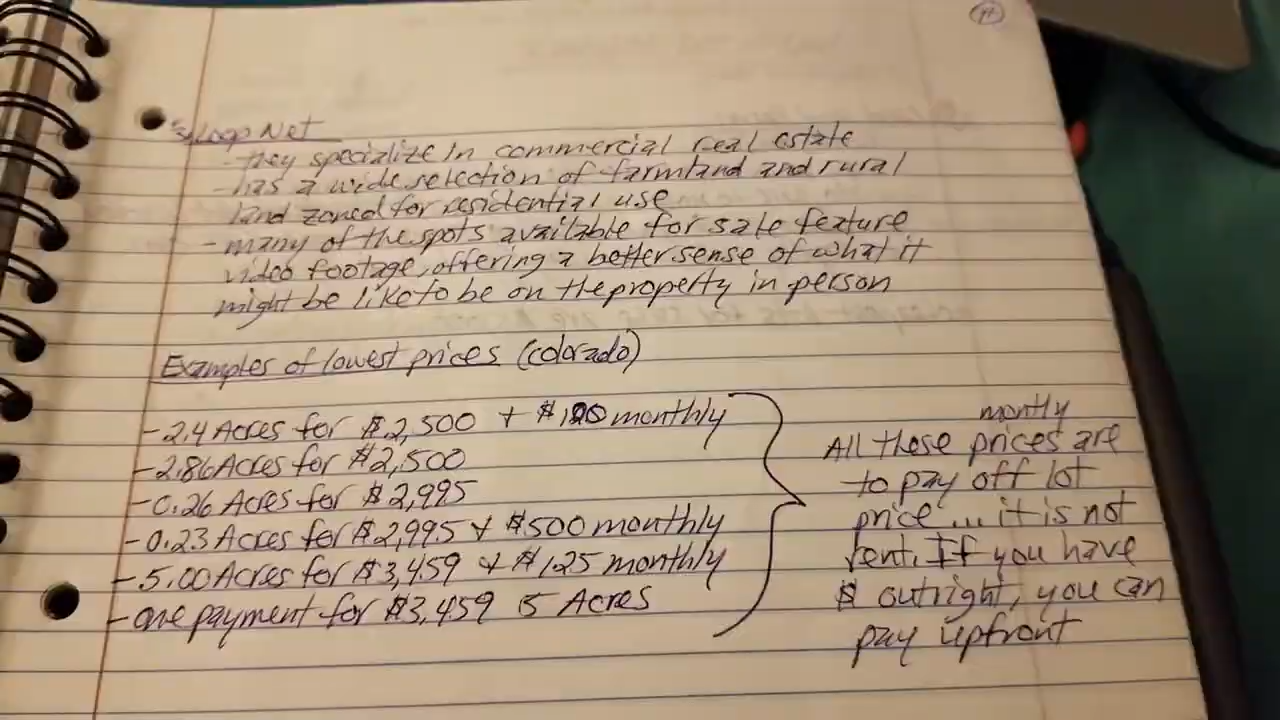 Loop Net
- they specialize in commercial real estate
- has a wide selection of farmland and rural
land zoned for residential use
- many of the spots available for sale feature
video footage, offering a better sense of what it
might be like to be on the property in person
Examples of lowest prices (colorado)
- 2.4 Acres for $2,500 + $100 monthly
- 2.86 Acres for $2,500
- 0.26 Acres for $2,995
- 0.23 Acres for $2,995 + $500 monthly
- 5.00 Acres for $3,459 + $125 monthly
- one payment for $3,459 5 Acres
montly
All these prices are
to pay off lot
price... it is not
rent. If you have
$ outright, you can
pay upfront